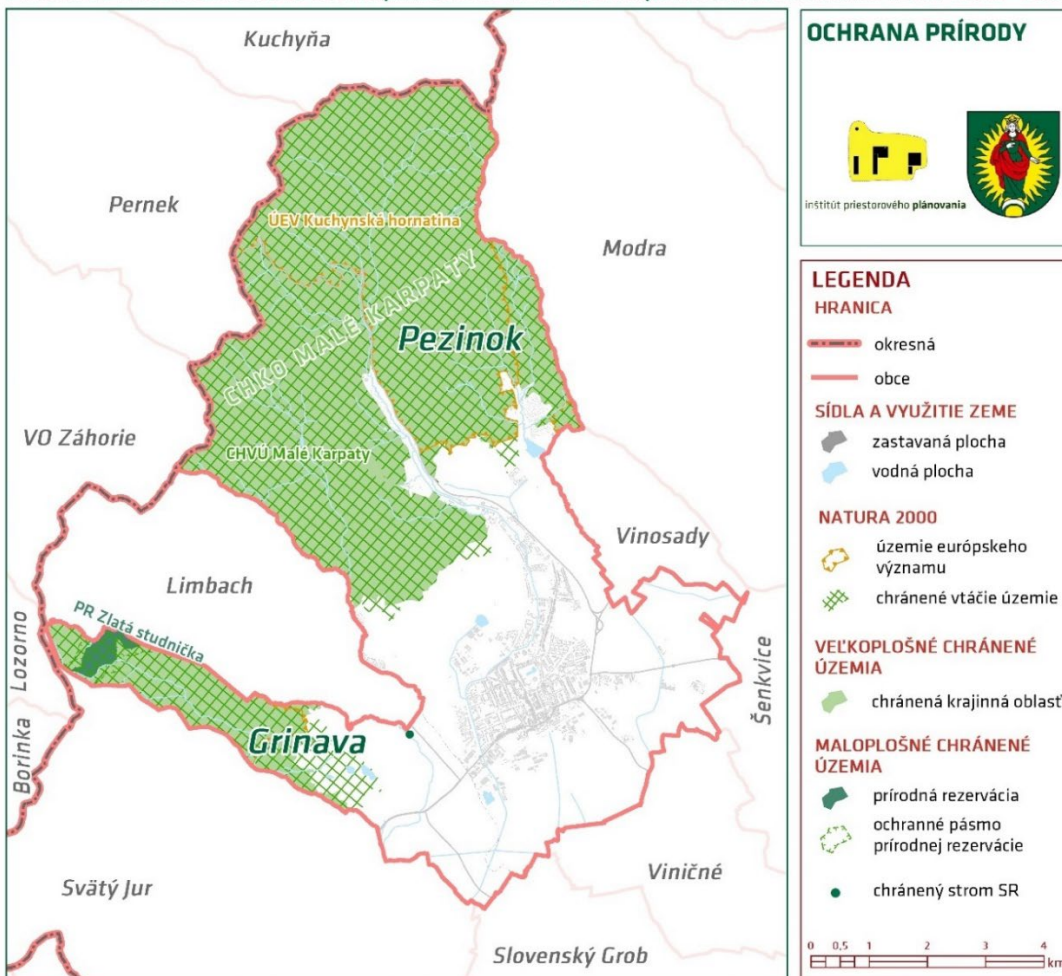 Kuchyňa
Pernek
ÚEV Kuchynská hornatina
Modra
CHKO MALÉ KARPATY
Pezinok
VO Záhorie
CHVÚ Malé Karpaty
Vinosady
Limbach
PR Zlatá studnička
Lozorno
Šenkvice
Grinava
Borinka
Viničné
Svätý Jur
Slovenský Grob
OCHRANA PRÍRODY
inštitút priestorového plánovania
LEGENDA
HRANICA
okresná
obce
SÍDLA A VYUŽITIE ZEME
zastavaná plocha
vodná plocha
NATURA 2000
územie európskeho
významu
chránené vtáčie územie
VEĽKOPLOŠNÉ CHRÁNENÉ
ÚZEMIA
chránená krajinná oblasť
MALOPLOŠNÉ CHRÁNENÉ
ÚZEMIA
prírodná rezervácia
ochranné pásmo
prírodnej rezervácie
chránený strom SR
0 0,5 1 2 3 4
km